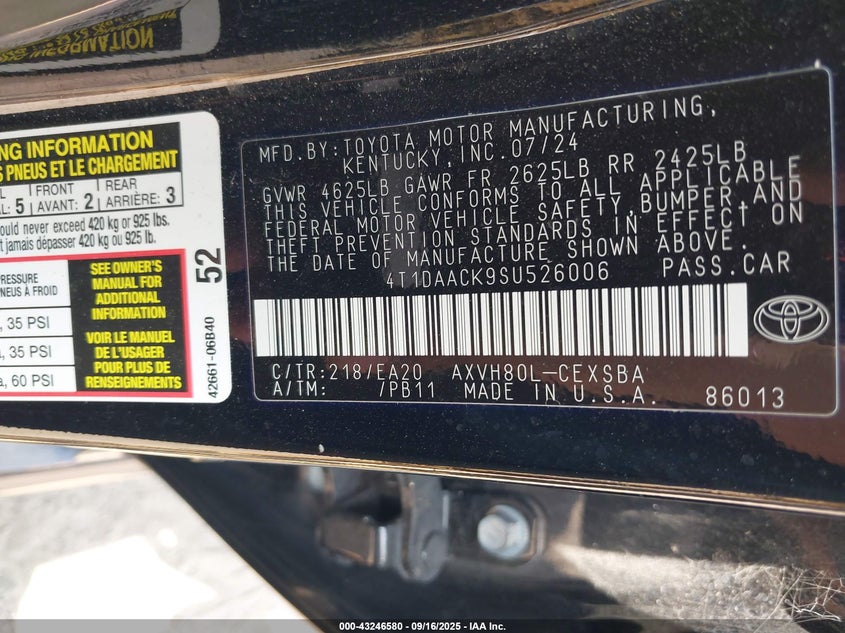 NG INFORMATION
PNEUS ET LE CHARGEMENT
FRONT REAR
AL: 5 AVANT: 2 ARRIÈRE: 3
ould never exceed 420 kg or 925 lbs.
t jamais dépasser 420 kg ou 925 lb.
PRESSURE
PNEUS À FROID
, 35 PSI
a, 35 PSI
a, 60 PSI
SEE OWNER'S
MANUAL FOR
ADDITIONAL
INFORMATION
VOIR LE MANUEL
DE L'USAGER
POUR PLUS DE
RENSEIGNEMENTS
52
42661-06B40
MFD.BY:TOYOTA MOTOR MANUFACTURING,
KENTUCKY, INC.07/24
GVWR 4625LB GAWR FR 2625LB RR 2425LB
THIS VEHICLE CONFORMS TO ALL APPLICABLE
FEDERAL MOTOR VEHICLE SAFETY,BUMPER,AND
THEFT PREVENTION STANDARDS IN EFFECT ON
THE DATE OF MANUFACTURE SHOWN ABOVE.
4T1DAACK9SU526006 PASS.CAR
C/TR:218/EA20 AXVH80L-CEXSBA
A/TM: /PB11 MADE IN U.S.A. 86013
000-43246580 - 09/16/2025 - IAA Inc.